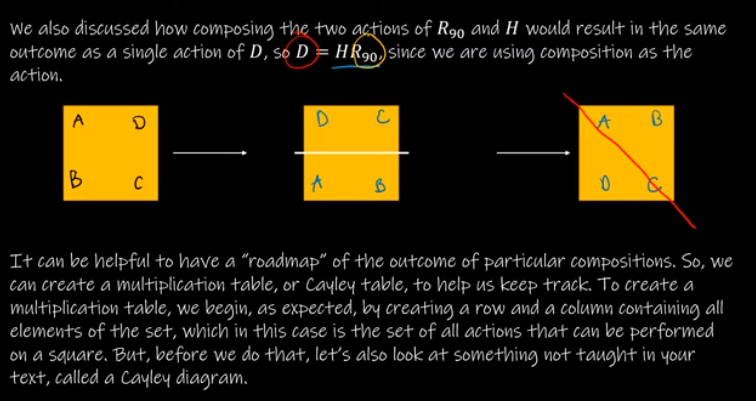 We also discussed how composing the two actions of R₉₀ and H would result in the same
outcome as a single action of D, so D = HR₉₀, since we are using composition as the
action.
A D D C A B
B C A B D C
It can be helpful to have a "roadmap" of the outcome of particular compositions. So, we
can create a multiplication table, or Cayley table, to help us keep track. To create a
multiplication table, we begin, as expected, by creating a row and a column containing all
elements of the set, which in this case is the set of all actions that can be performed
on a square. But, before we do that, let's also look at something not taught in your
text, called a Cayley diagram.